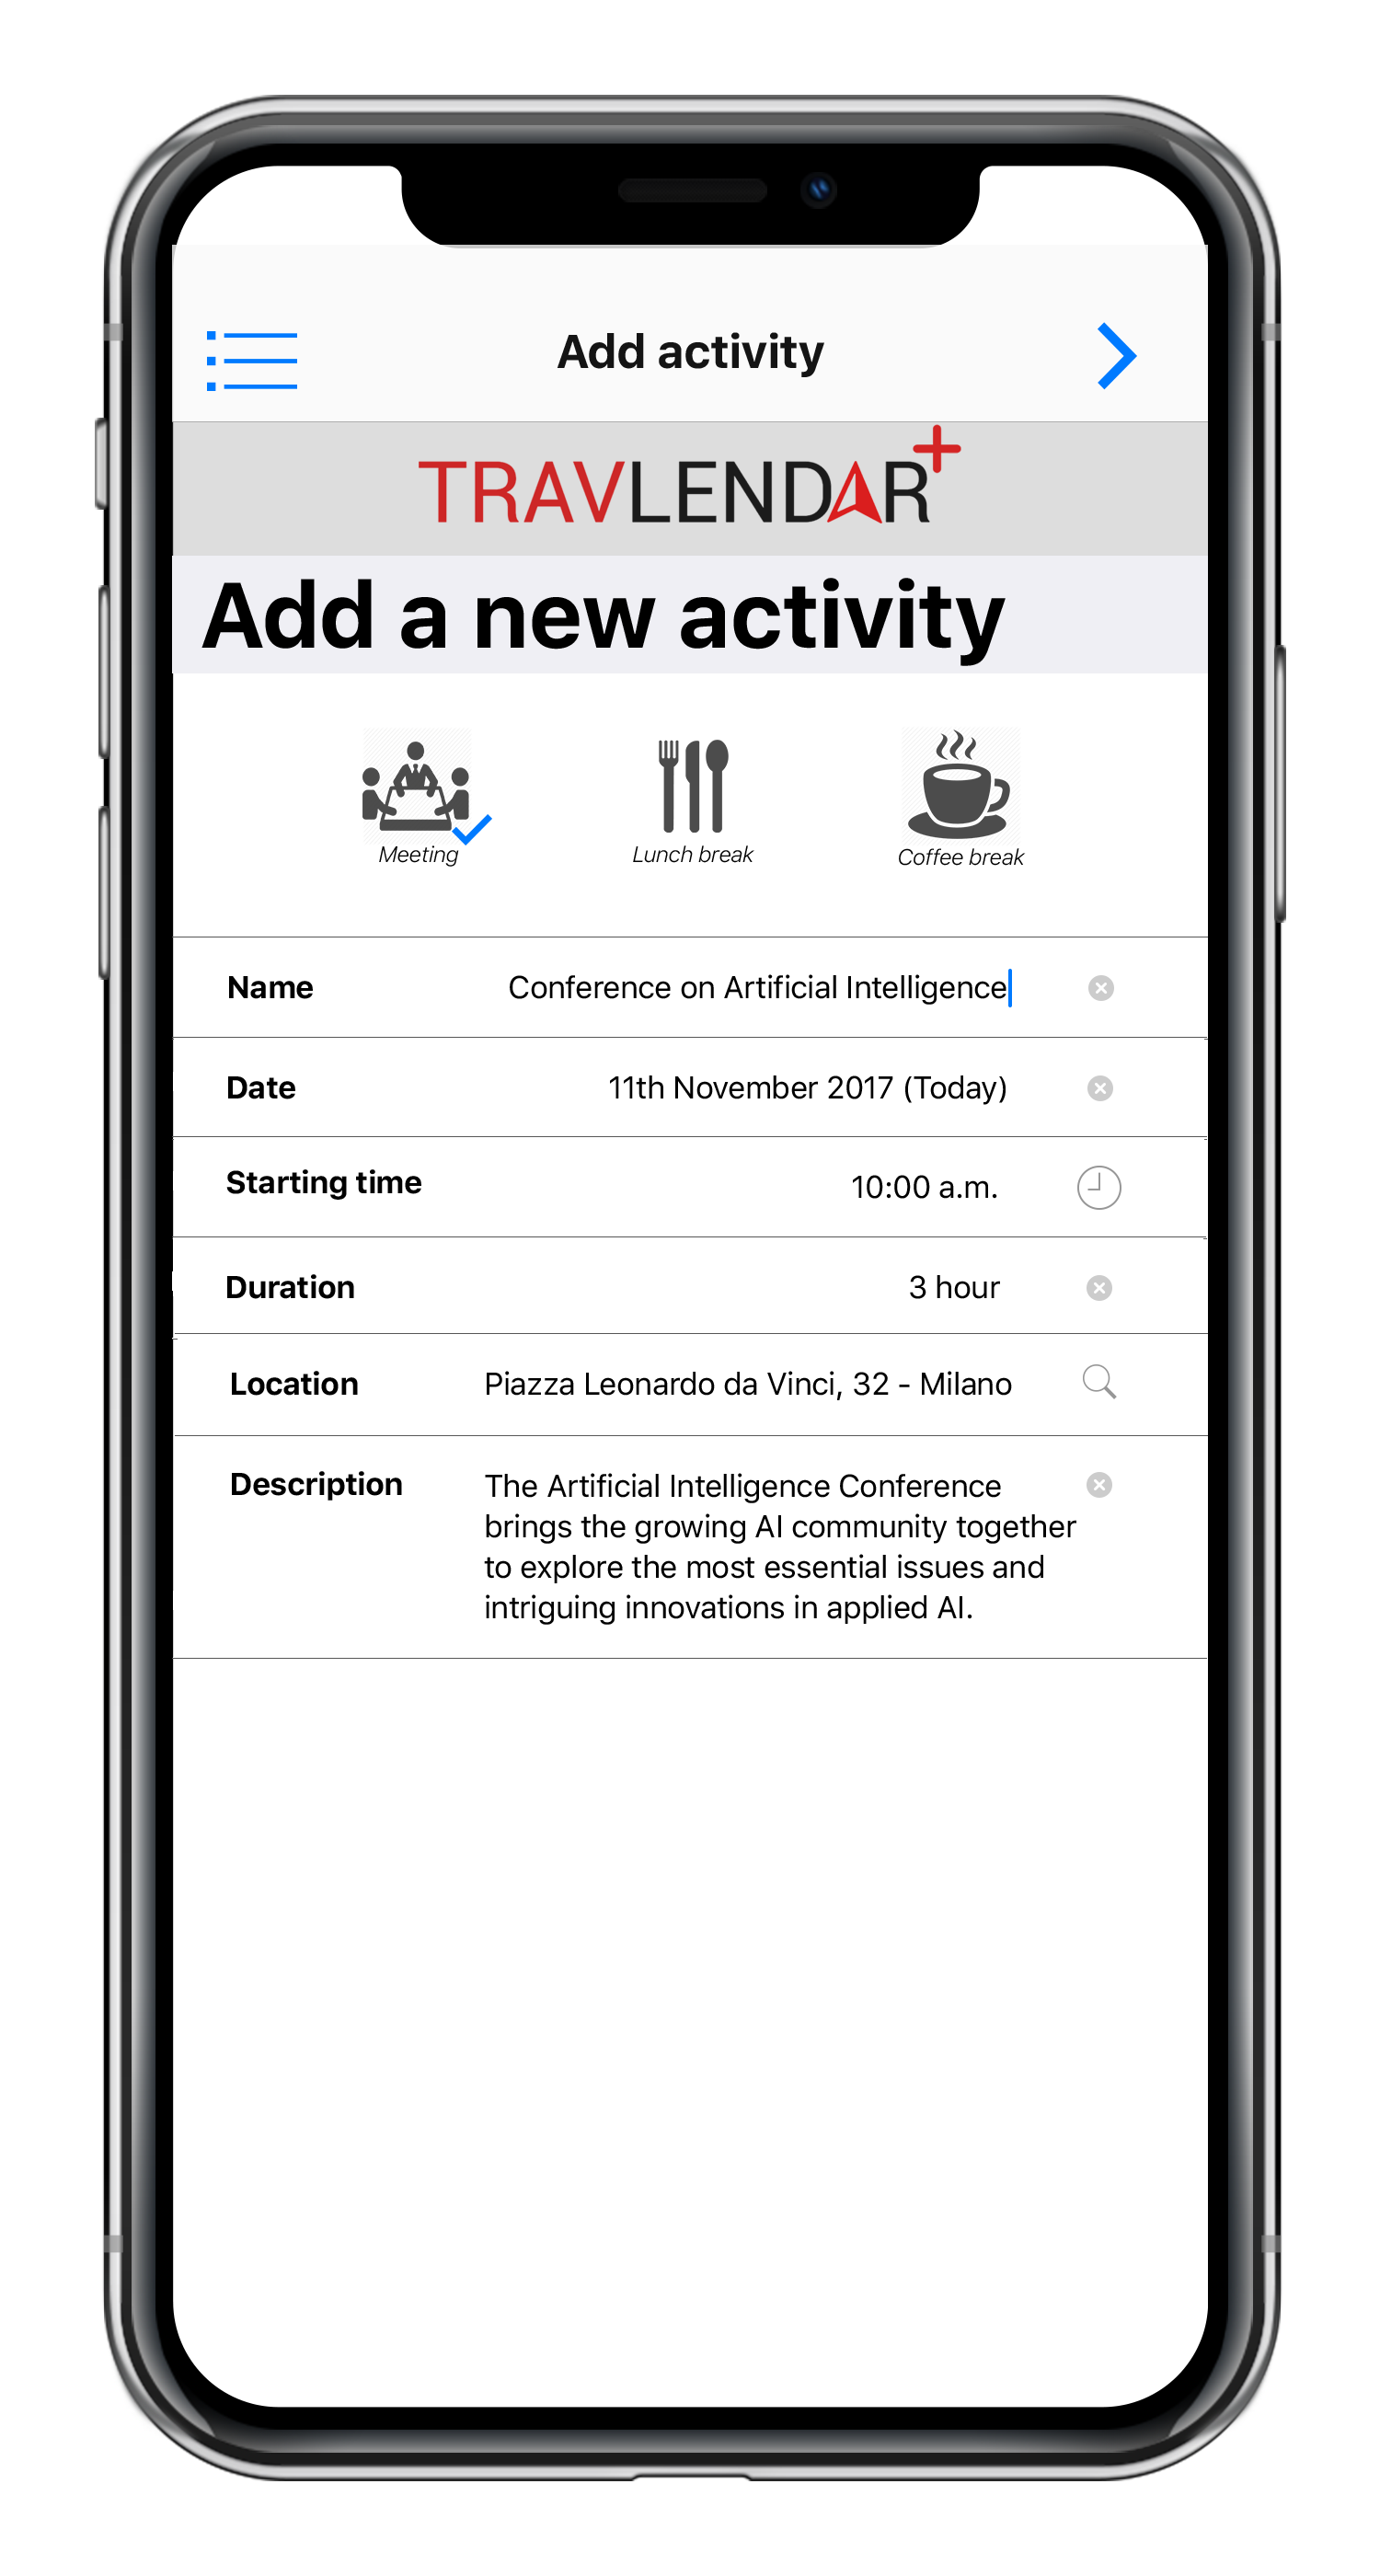 Add activity
TRAVLENDAR+
Add a new activity
Meeting
Lunch break
Coffee break
Name
Conference on Artificial Intelligence
Date
11th November 2017 (Today)
Starting time
10:00 a.m.
Duration
3 hour
Location
Piazza Leonardo da Vinci, 32 - Milano
Description
The Artificial Intelligence Conference
brings the growing AI community together
to explore the most essential issues and
intriguing innovations in applied AI.